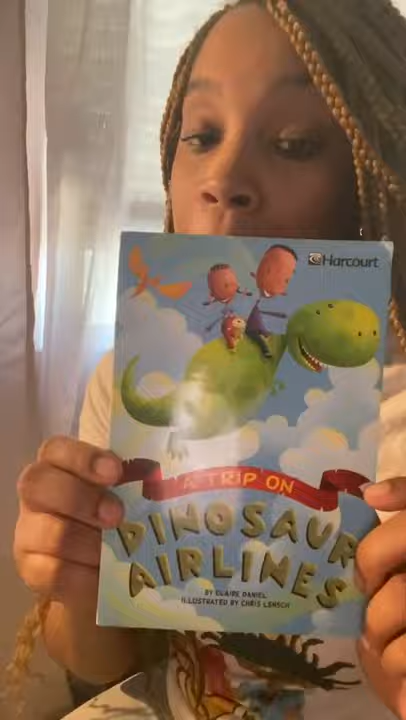 Harcourt
A TRIP ON
DINOSAUR
AIRLINES
BY CLAIRE DANIEL
ILLUSTRATED BY CHRIS LENSCH